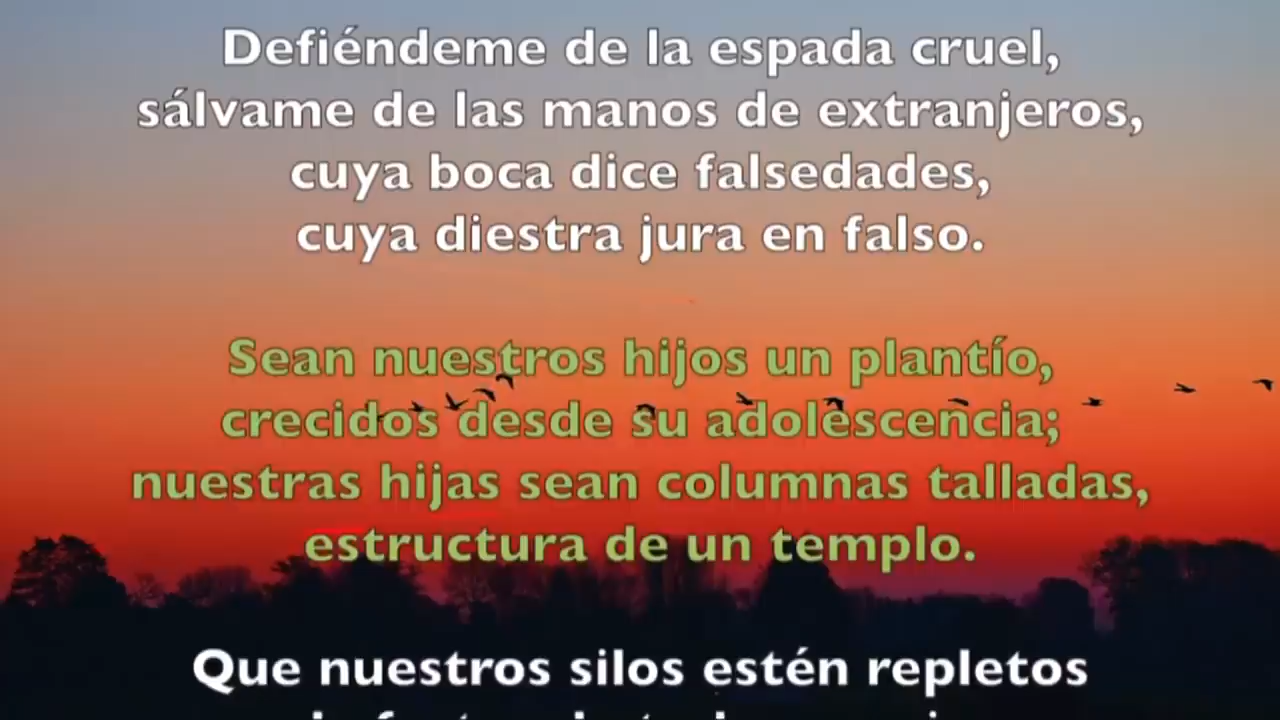 Defiéndeme de la espada cruel,
sálvame de las manos de extranjeros,
cuya boca dice falsedades,
cuya diestra jura en falso.
Sean nuestros hijos un plantío,
crecidos desde su adolescencia;
nuestras hijas sean columnas talladas,
estructura de un templo.
Que nuestros silos estén repletos